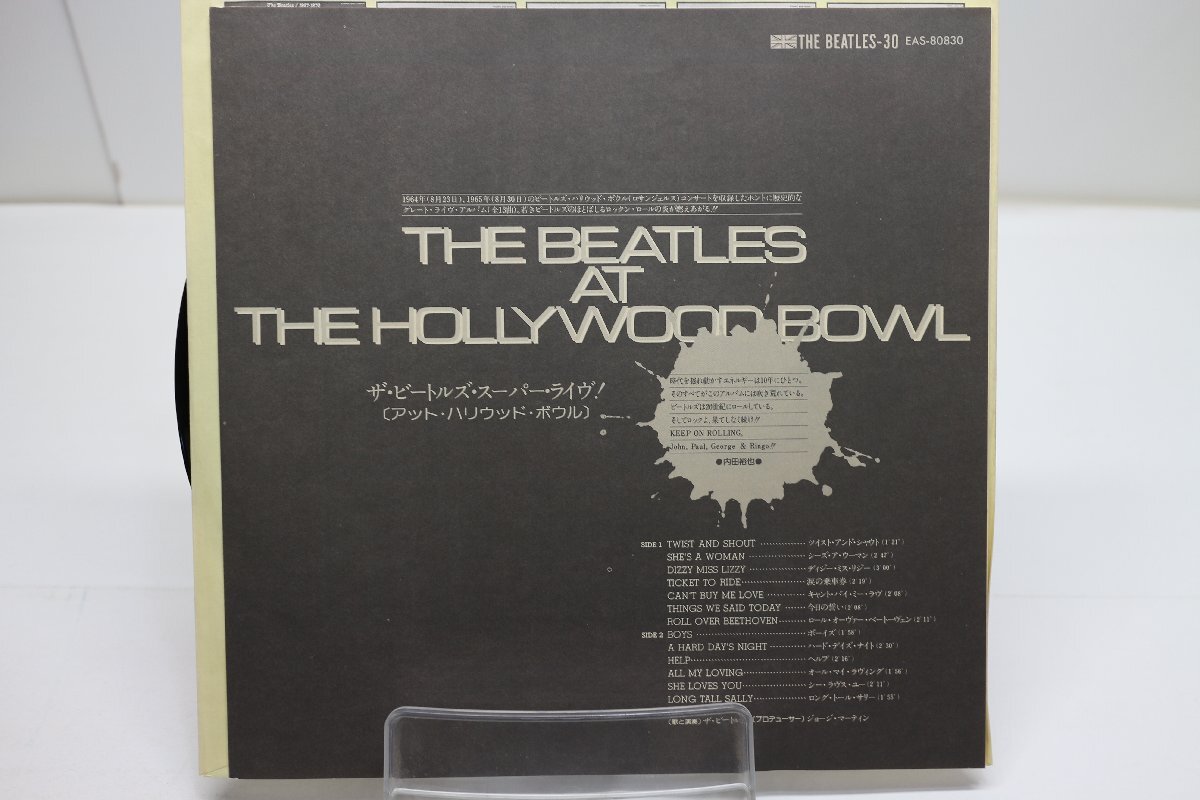 The Beatles / 1967-1970
THE BEATLES-30 EAS-80830
1964年(8月23日)、1965年(8月30日)のビートルズ・ハリウッド・ボウル(ロサンジェルス)コンサートを収録したホントに歴史的な
グレート・ライヴ・アルバム(全13曲)。若きビートルズのほとばしるロックン・ロールの炎が燃えあがる!!
THE BEATLES
AT
THE HOLLYWOOD BOWL
ザ・ビートルズ・スーパー・ライヴ!
〔アット・ハリウッド・ボウル〕
時代を揺れ動かすエネルギーは10年にひとつ。
そのすべてがこのアルバムには吹き荒れている。
ビートルズは20世紀にロールしている。
そしてロックよ、果てしなく続け!!
KEEP ON ROLLING,
John, Paul, George & Ringo!!
●内田裕也●
SIDE 1 TWIST AND SHOUT ツイスト・アンド・シャウト(1'21")
SHE'S A WOMAN シーズ・ア・ウーマン(2'42")
DIZZY MISS LIZZY ディジー・ミス・リジー(3'00")
TICKET TO RIDE 涙の乗車券(2'19")
CAN'T BUY ME LOVE キャント・バイ・ミー・ラヴ(2'08")
THINGS WE SAID TODAY 今日の誓い(2'08")
ROLL OVER BEETHOVEN ロール・オーヴァー・ベートーヴェン(2'11")
SIDE 2 BOYS ボーイズ(1'58")
A HARD DAY'S NIGHT ハード・デイズ・ナイト(2'30")
HELP ヘルプ(2'16")
ALL MY LOVING オール・マイ・ラヴィング(1'56")
SHE LOVES YOU シー・ラヴズ・ユー(2'11")
LONG TALL SALLY ロング・トール・サリー(1'53")
(歌と演奏)ザ・ビートル (プロデューサー)ジョージ・マーティン